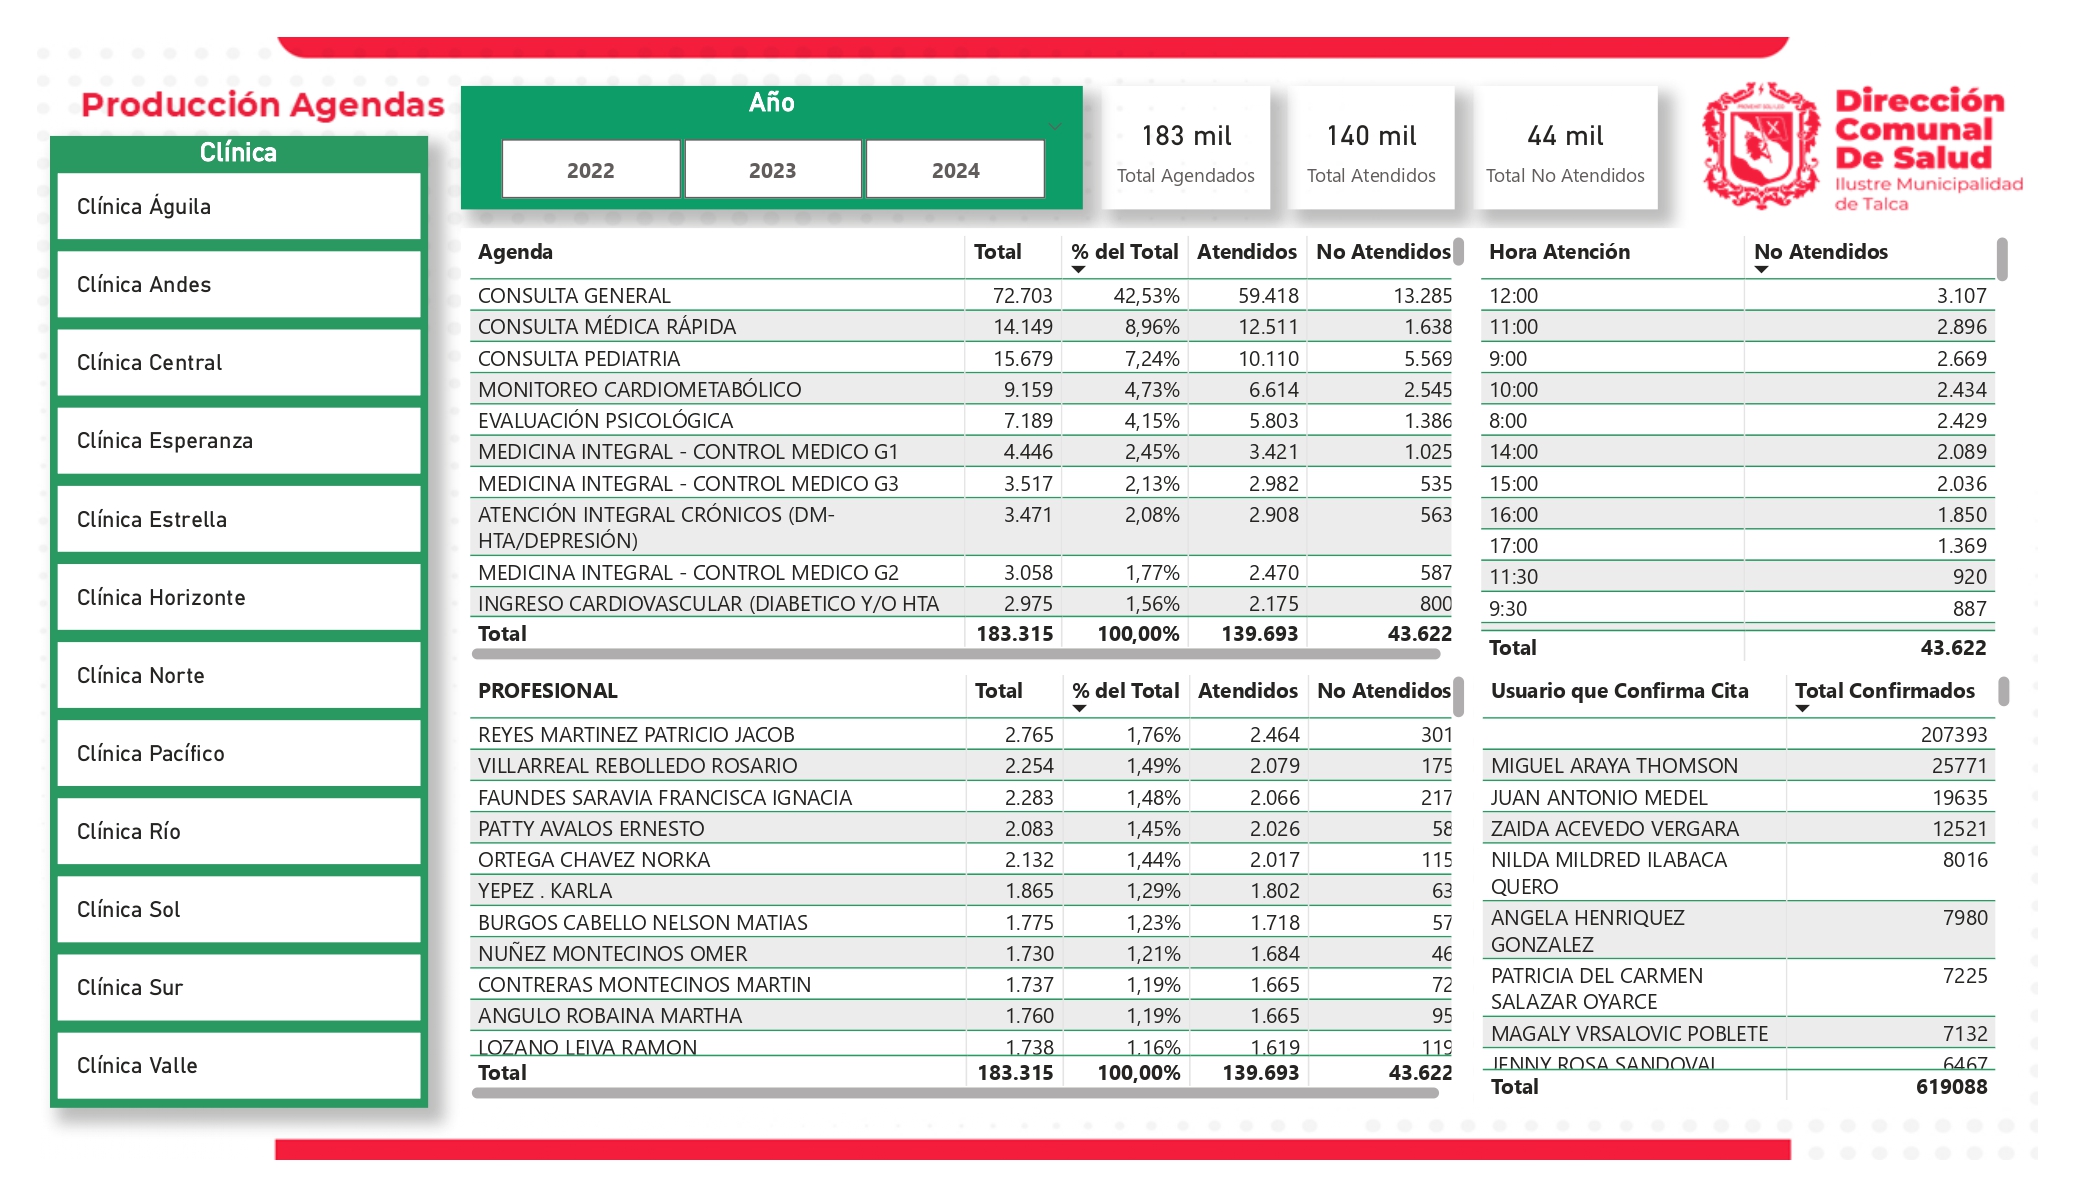 Producción Agendas
Año
2022 2023 2024
183 mil
Total Agendados
140 mil
Total Atendidos
44 mil
Total No Atendidos
Dirección
Comunal
De Salud
Ilustre Municipalidad
de Talca
Clínica
Clínica Águila
Clínica Andes
Clínica Central
Clínica Esperanza
Clínica Estrella
Clínica Horizonte
Clínica Norte
Clínica Pacífico
Clínica Río
Clínica Sol
Clínica Sur
Clínica Valle
Agenda Total % del Total Atendidos No Atendidos
CONSULTA GENERAL 72.703 42,53% 59.418 13.285
CONSULTA MÉDICA RÁPIDA 14.149 8,96% 12.511 1.638
CONSULTA PEDIATRIA 15.679 7,24% 10.110 5.569
MONITOREO CARDIOMETABÓLICO 9.159 4,73% 6.614 2.545
EVALUACIÓN PSICOLÓGICA 7.189 4,15% 5.803 1.386
MEDICINA INTEGRAL - CONTROL MEDICO G1 4.446 2,45% 3.421 1.025
MEDICINA INTEGRAL - CONTROL MEDICO G3 3.517 2,13% 2.982 535
ATENCIÓN INTEGRAL CRÓNICOS (DM- 3.471 2,08% 2.908 563
HTA/DEPRESIÓN)
MEDICINA INTEGRAL - CONTROL MEDICO G2 3.058 1,77% 2.470 587
INGRESO CARDIOVASCULAR (DIABETICO Y/O HTA 2.975 1,56% 2.175 800
Total 183.315 100,00% 139.693 43.622
Hora Atención No Atendidos
12:00 3.107
11:00 2.896
9:00 2.669
10:00 2.434
8:00 2.429
14:00 2.089
15:00 2.036
16:00 1.850
17:00 1.369
11:30 920
9:30 887
Total 43.622
PROFESIONAL Total % del Total Atendidos No Atendidos
REYES MARTINEZ PATRICIO JACOB 2.765 1,76% 2.464 301
VILLARREAL REBOLLEDO ROSARIO 2.254 1,49% 2.079 175
FAUNDES SARAVIA FRANCISCA IGNACIA 2.283 1,48% 2.066 217
PATTY AVALOS ERNESTO 2.083 1,45% 2.026 58
ORTEGA CHAVEZ NORKA 2.132 1,44% 2.017 115
YEPEZ . KARLA 1.865 1,29% 1.802 63
BURGOS CABELLO NELSON MATIAS 1.775 1,23% 1.718 57
NUÑEZ MONTECINOS OMER 1.730 1,21% 1.684 46
CONTRERAS MONTECINOS MARTIN 1.737 1,19% 1.665 72
ANGULO ROBAINA MARTHA 1.760 1,19% 1.665 95
LOZANO LEIVA RAMON 1.738 1,16% 1.619 119
Total 183.315 100,00% 139.693 43.622
Usuario que Confirma Cita Total Confirmados
207393
MIGUEL ARAYA THOMSON 25771
JUAN ANTONIO MEDEL 19635
ZAIDA ACEVEDO VERGARA 12521
NILDA MILDRED ILABACA 8016
QUERO
ANGELA HENRIQUEZ 7980
GONZALEZ
PATRICIA DEL CARMEN 7225
SALAZAR OYARCE
MAGALY VRSALOVIC POBLETE 7132
JENNY ROSA SANDOVAL 6467
Total 619088